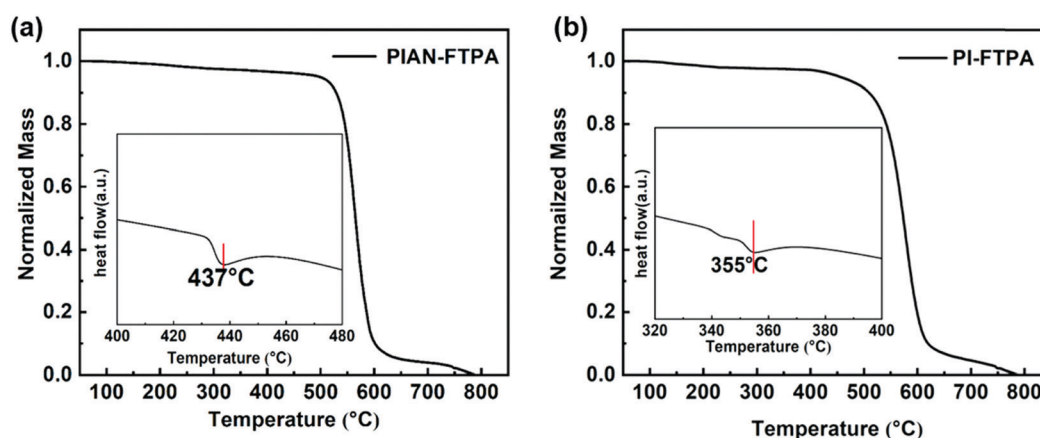 (a)
PIAN-FTPA
Normalized Mass
1.0
0.8
0.6
0.4
0.2
0.0
heat flow(a.u.)
437°C
400 420 440 460 480
Temperature (°C)
100 200 300 400 500 600 700 800
Temperature (°C)
(b)
PI-FTPA
Normailzed Mass
1.0
0.8
0.6
0.4
0.2
0.0
heat flow(a.u.)
355°C
320 340 360 380 400
Temperature (°C)
100 200 300 400 500 600 700 800
Temperature (°C)